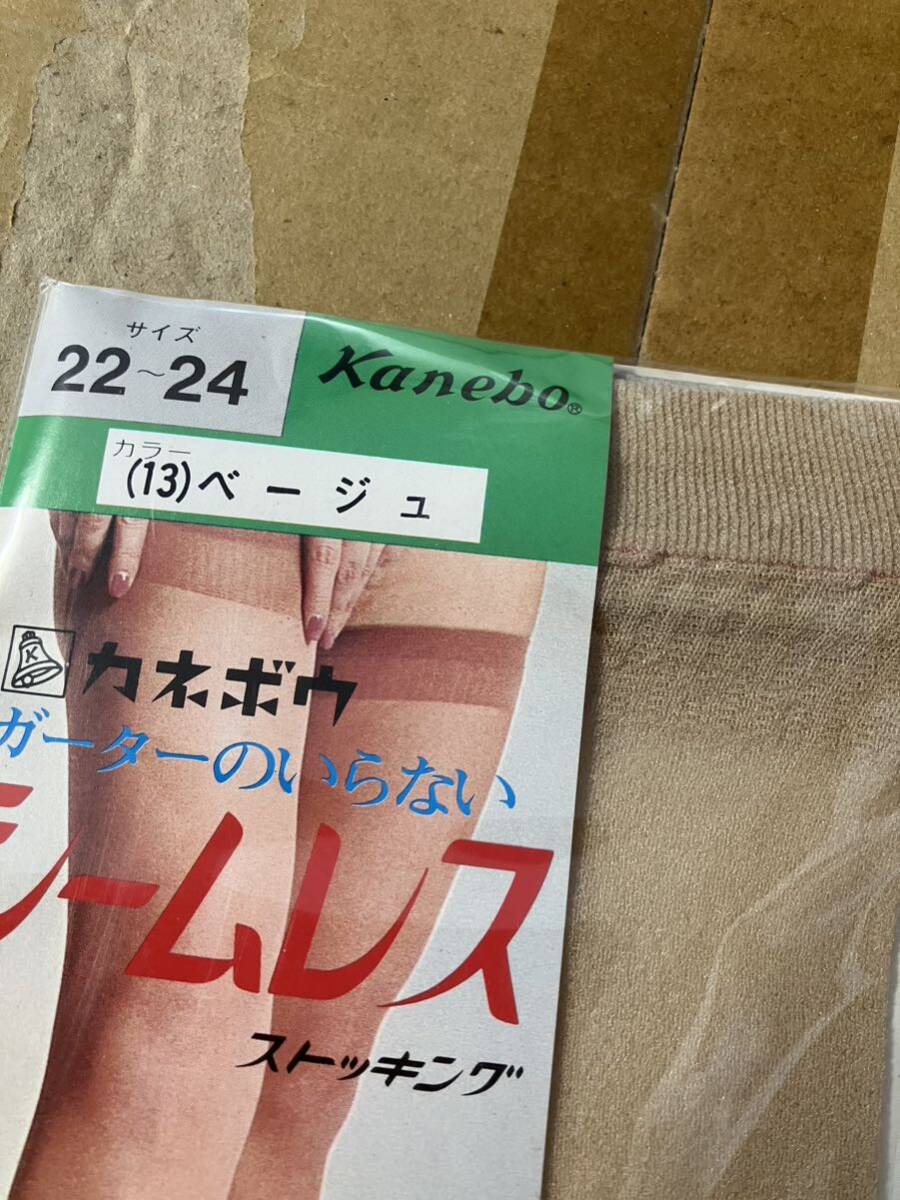 サイズ
22~24
Kanebo®
カラー
(13)ベージュ
K
カネボウ
ガーターのいらない
シームレス
ストッキング